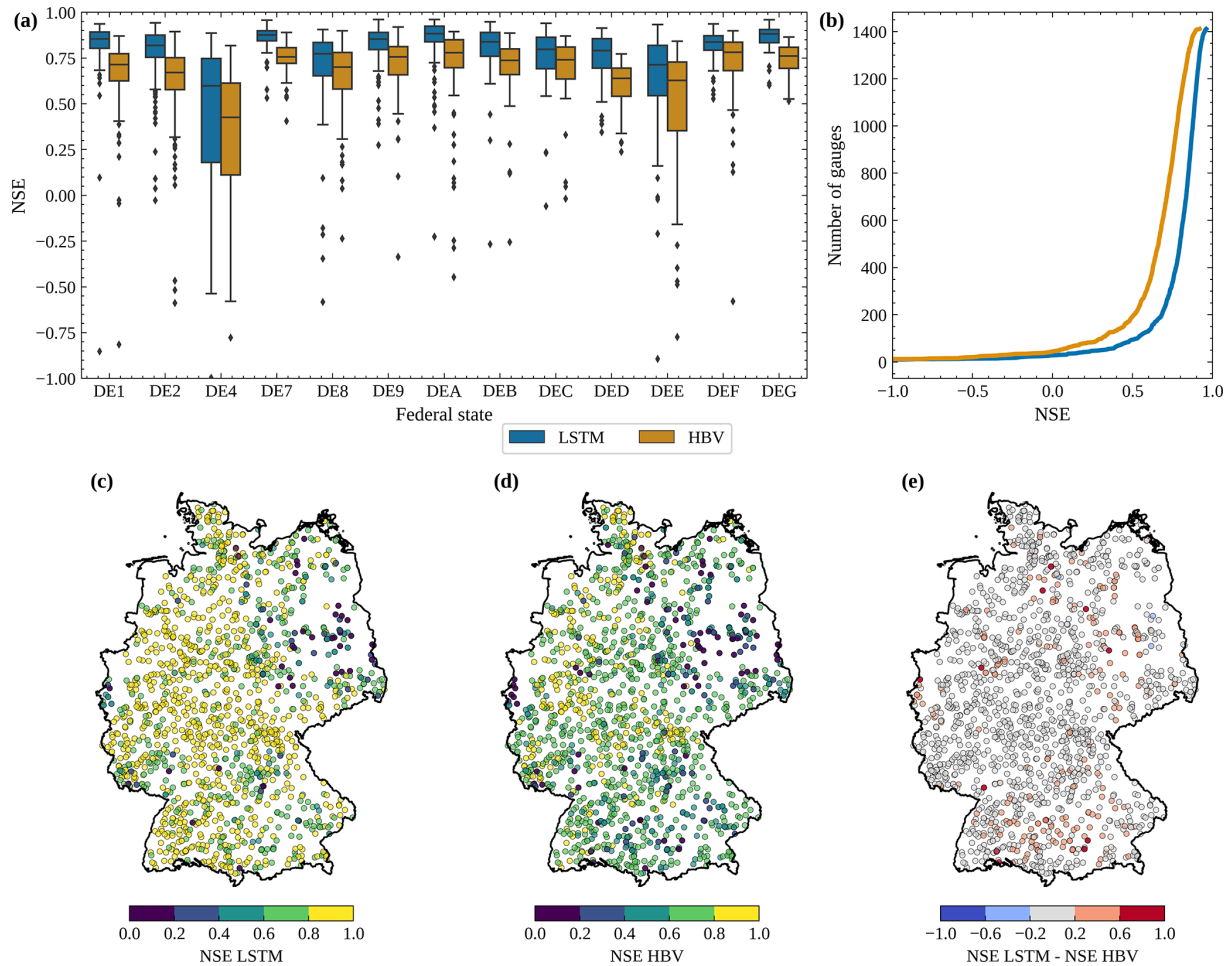 (a)
1.00
0.75
0.50
0.25
0.00
−0.25
−0.50
−0.75
−1.00
NSE
DE1 DE2 DE4 DE7 DE8 DE9 DEA DEB DEC DED DEE DEF DEG
Federal state
(b)
1400
1200
1000
800
600
400
200
0
Number of gauges
−1.0 −0.5 0.0 0.5 1.0
NSE
LSTM HBV
(c)
0.0 0.2 0.4 0.6 0.8 1.0
NSE LSTM
(d)
0.0 0.2 0.4 0.6 0.8 1.0
NSE HBV
(e)
−1.0 −0.6 −0.2 0.2 0.6 1.0
NSE LSTM - NSE HBV